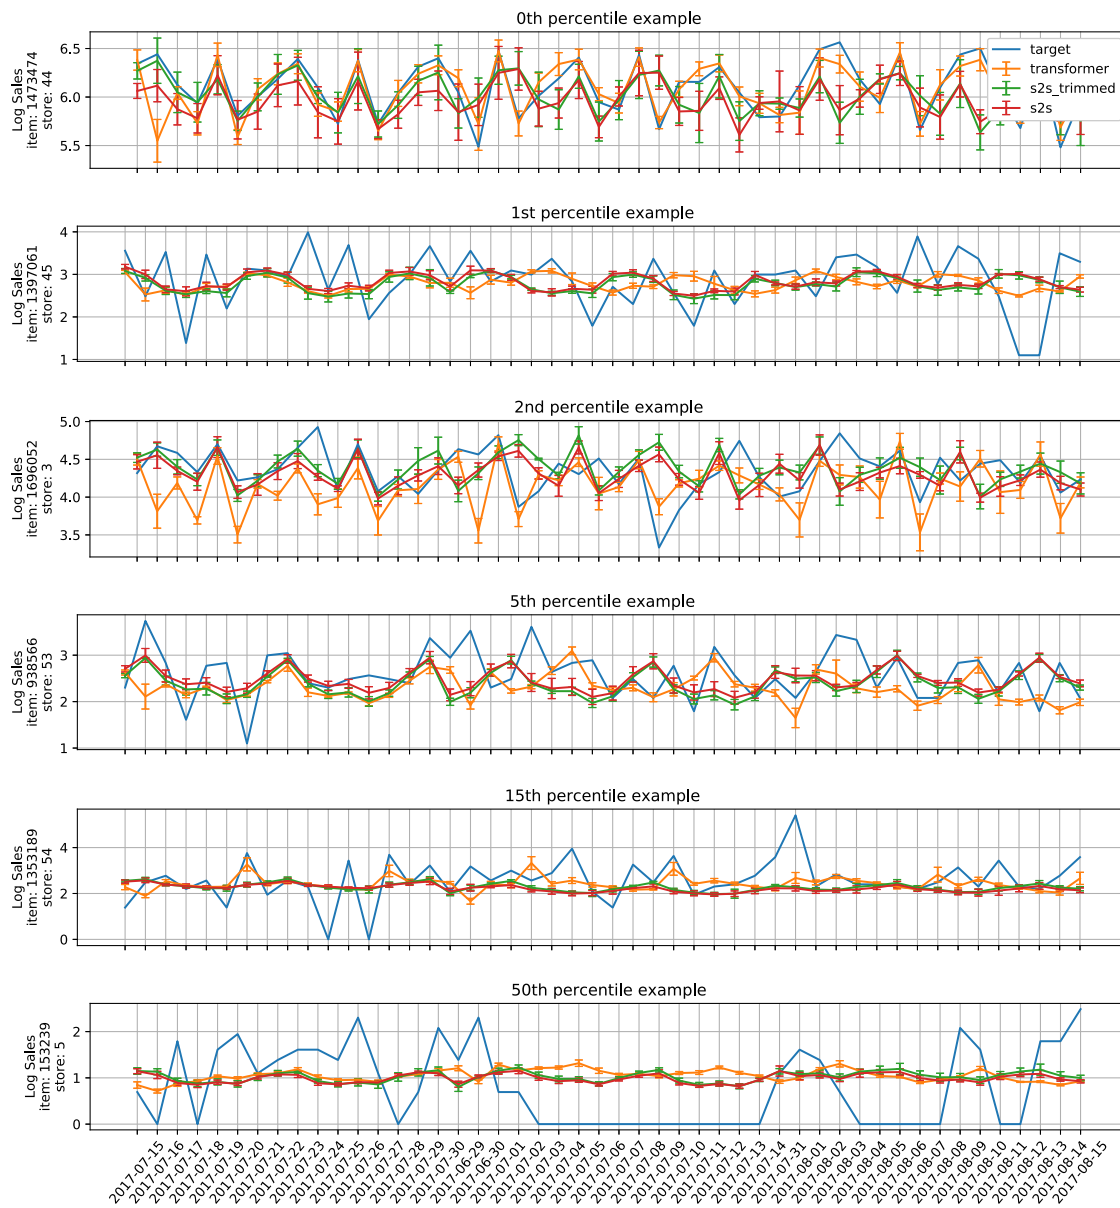 0th percentile example
Log Sales
item: 1473474
store: 44
6.5
6.0
5.5
target
transformer
s2s_trimmed
s2s
1st percentile example
Log Sales
item: 1397061
store: 45
4
3
2
1
2nd percentile example
Log Sales
item: 1696052
store: 3
5.0
4.5
4.0
3.5
5th percentile example
Log Sales
item: 938566
store: 53
3
2
1
15th percentile example
Log Sales
item: 1353189
store: 54
4
2
0
50th percentile example
Log Sales
item: 153239
store: 5
2
1
0
2017-07-15
2017-07-16
2017-07-17
2017-07-18
2017-07-19
2017-07-20
2017-07-21
2017-07-22
2017-07-23
2017-07-24
2017-07-25
2017-07-26
2017-07-27
2017-07-28
2017-07-29
2017-07-30
2017-06-29
2017-06-30
2017-07-01
2017-07-02
2017-07-03
2017-07-04
2017-07-05
2017-07-06
2017-07-07
2017-07-08
2017-07-09
2017-07-10
2017-07-11
2017-07-12
2017-07-13
2017-07-14
2017-07-31
2017-08-01
2017-08-02
2017-08-03
2017-08-04
2017-08-05
2017-08-06
2017-08-07
2017-08-08
2017-08-09
2017-08-10
2017-08-11
2017-08-12
2017-08-13
2017-08-14
2017-08-15